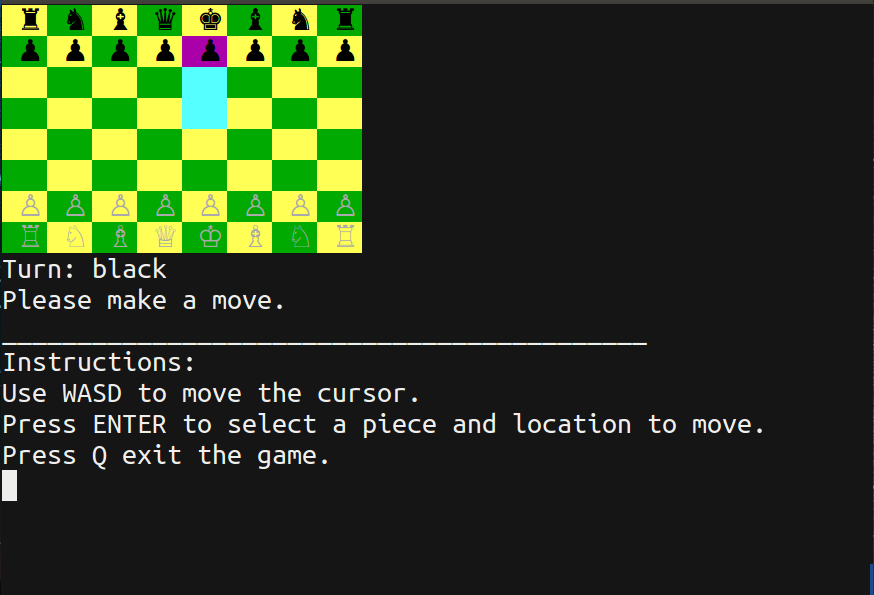 Turn: black
Please make a move.
Instructions:
Use WASD to move the cursor.
Press ENTER to select a piece and location to move.
Press Q exit the game.